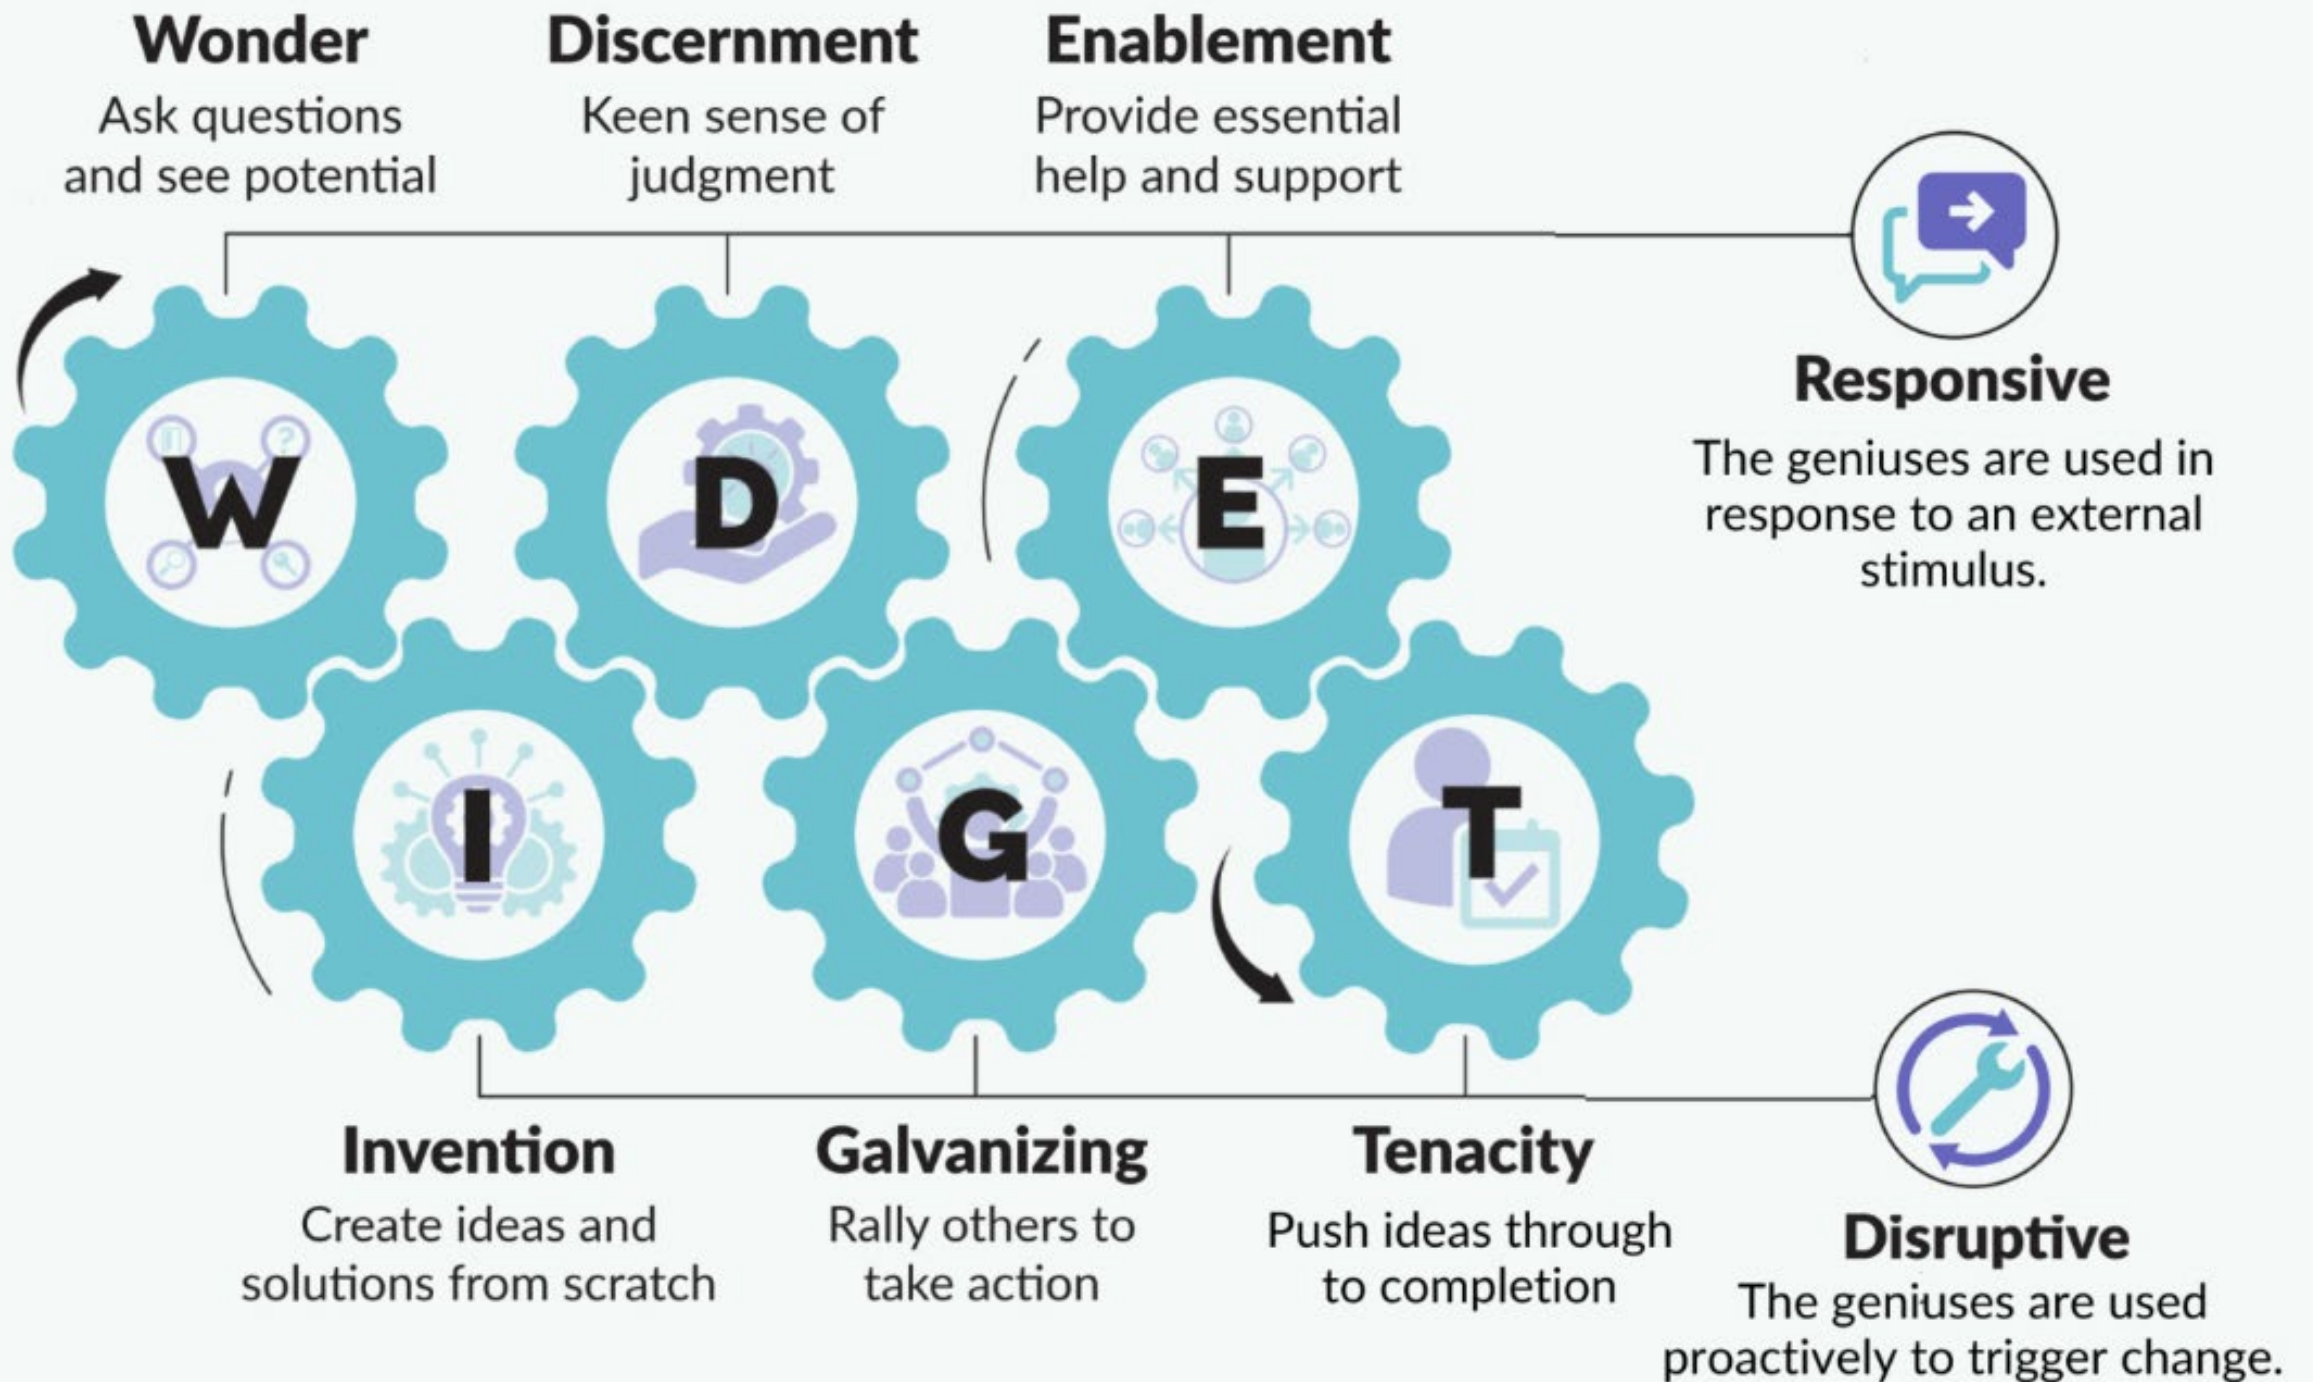 Wonder
Ask questions
and see potential
Discernment
Keen sense of
judgment
Enablement
Provide essential
help and support
Responsive
The geniuses are used in
response to an external
stimulus.
W
D
E
I
G
T
Invention
Create ideas and
solutions from scratch
Galvanizing
Rally others to
take action
Tenacity
Push ideas through
to completion
Disruptive
The geniuses are used
proactively to trigger change.